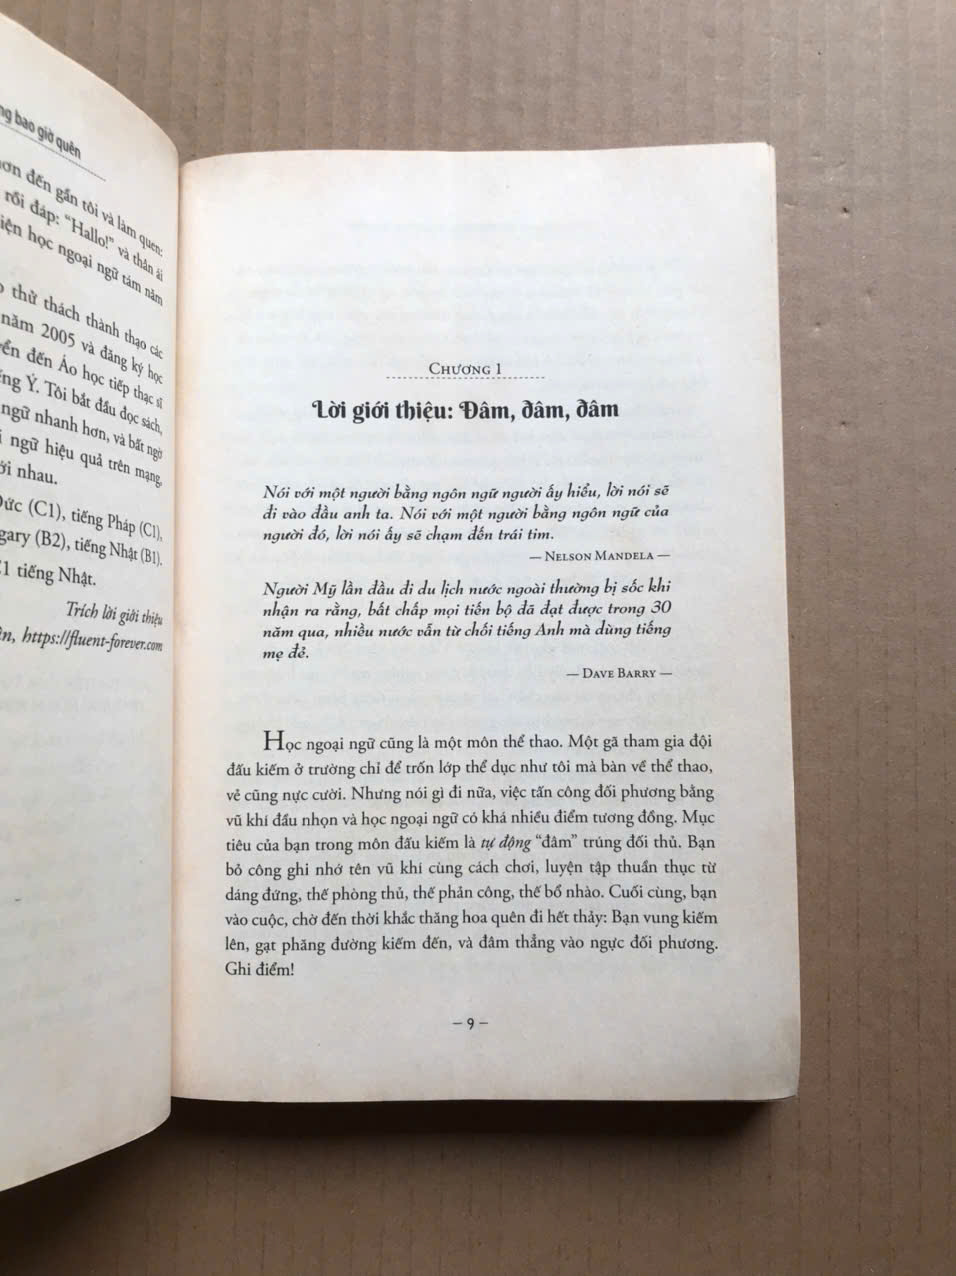 bao giờ quên
đến gần tôi và làm quen:
rồi đáp: “Hallo!” và thân ái
học ngoại ngữ tám năm
thử thách thành thạo các
năm 2005 và đăng ký học
đến Áo học tiếp thạc sĩ
Ý. Tôi bắt đầu đọc sách,
ngữ nhanh hơn, và bất ngờ
ngữ hiệu quả trên mạng,
nhau.
Đức (C1), tiếng Pháp (C1),
(B2), tiếng Nhật (B1).
tiếng Nhật.
Trích lời giới thiệu
https://fluent-forever.com
CHƯƠNG 1
Lời giới thiệu: Đâm, đâm, đâm
Nói với một người bằng ngôn ngữ người ấy hiểu, lời nói sẽ
đi vào đầu anh ta. Nói với một người bằng ngôn ngữ của
người đó, lời nói ấy sẽ chạm đến trái tim.
— NELSON MANDELA —
Người Mỹ lần đầu đi du lịch nước ngoài thường bị sốc khi
nhận ra rằng, bất chấp mọi tiến bộ đã đạt được trong 30
năm qua, nhiều nước vẫn từ chối tiếng Anh mà dùng tiếng
mẹ đẻ.
— DAVE BARRY —
Học ngoại ngữ cũng là một môn thể thao. Một gã tham gia đội
đấu kiếm ở trường chỉ để trốn lớp thể dục như tôi mà bàn về thể thao,
vẻ cũng nực cười. Nhưng nói gì đi nữa, việc tấn công đối phương bằng
vũ khí đầu nhọn và học ngoại ngữ có khá nhiều điểm tương đồng. Mục
tiêu của bạn trong môn đấu kiếm là tự động “đâm” trúng đối thủ. Bạn
bỏ công ghi nhớ tên vũ khí cùng cách chơi, luyện tập thuần thục từ
dáng đứng, thế phòng thủ, thế phản công, thế bổ nhào. Cuối cùng, bạn
vào cuộc, chờ đến thời khắc thăng hoa quên đi hết thảy: Bạn vung kiếm
lên, gạt phăng đường kiếm đến, và đâm thẳng vào ngực đối phương.
Ghi điểm!
— 9 —